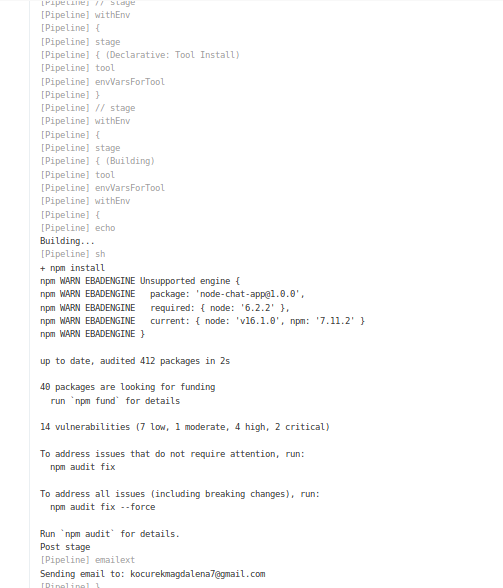 [Pipeline] // stage
[Pipeline] withEnv
[Pipeline] {
[Pipeline] stage
[Pipeline] { (Declarative: Tool Install)
[Pipeline] tool
[Pipeline] envVarsForTool
[Pipeline] }
[Pipeline] // stage
[Pipeline] withEnv
[Pipeline] {
[Pipeline] stage
[Pipeline] { (Building)
[Pipeline] tool
[Pipeline] envVarsForTool
[Pipeline] withEnv
[Pipeline] {
[Pipeline] echo
Building...
[Pipeline] sh
+ npm install
npm WARN EBADENGINE Unsupported engine {
npm WARN EBADENGINE   package: 'node-chat-app@1.0.0',
npm WARN EBADENGINE   required: { node: '6.2.2' },
npm WARN EBADENGINE   current: { node: 'v16.1.0', npm: '7.11.2' }
npm WARN EBADENGINE }

up to date, audited 412 packages in 2s

40 packages are looking for funding
  run `npm fund` for details

14 vulnerabilities (7 low, 1 moderate, 4 high, 2 critical)

To address issues that do not require attention, run:
  npm audit fix

To address all issues (including breaking changes), run:
  npm audit fix --force

Run `npm audit` for details.
Post stage
[Pipeline] emailext
Sending email to: kocurekmagdalena7@gmail.com
[Pipeline] }